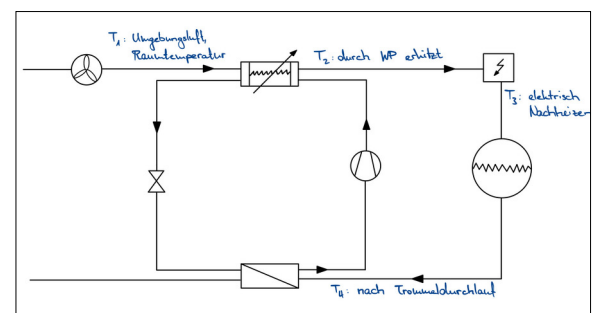 T₁: Umgebungsluft,
Raumtemperatur
T₂: durch WP erhitzt
T₃: elektrisch
Nachheizen
T₄: nach Trommeldurchlauf